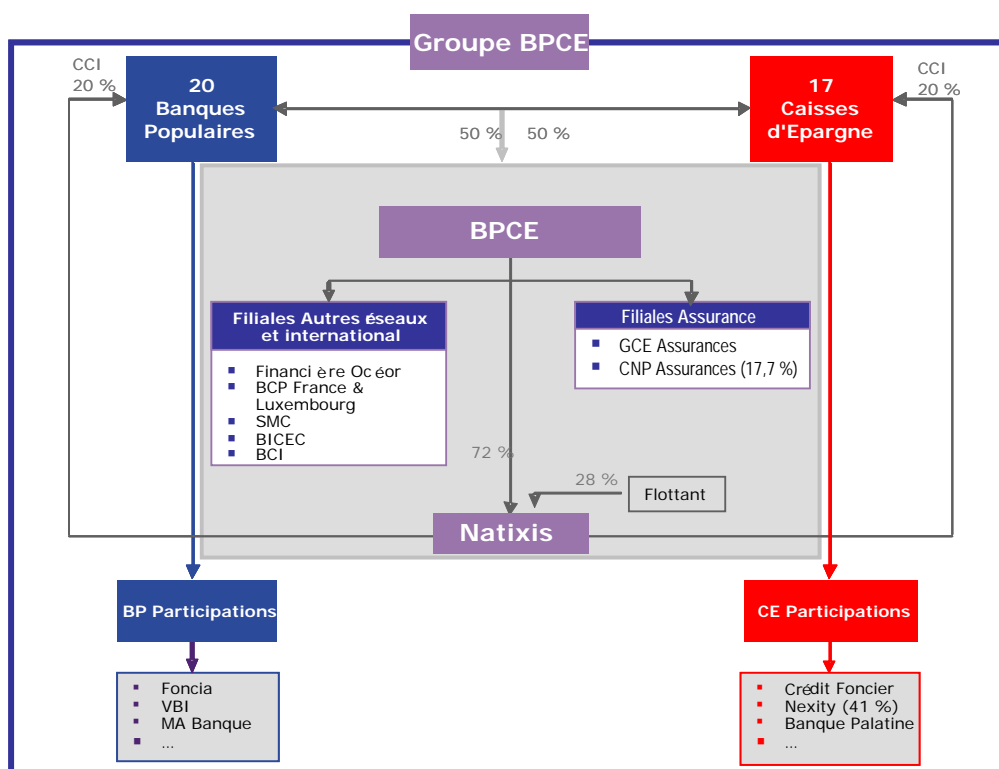 Groupe BPCE
CCI
20 %
20
Banques
Populaires
17
Caisses
d'Epargne
CCI
20 %
50 %
50 %
BPCE
Filiales Autres éseaux
et international
Financi ère Oc éor
BCP France &
Luxembourg
SMC
BICEC
BCI
Filiales Assurance
GCE Assurances
CNP Assurances (17,7 %)
72 %
28 %
Flottant
Natixis
BP Participations
CE Participations
Foncia
VBI
MA Banque
...
Crédit Foncier
Nexity (41 %)
Banque Palatine
...